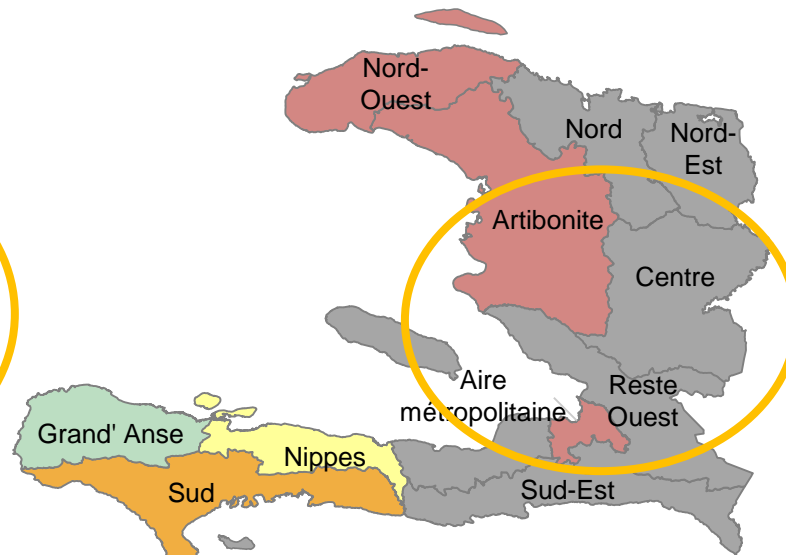 Nord-
Ouest
Nord
Nord-
Est
Artibonite
Centre
Aire
métropolitaine
Reste
Ouest
Grand' Anse
Nippes
Sud
Sud-Est